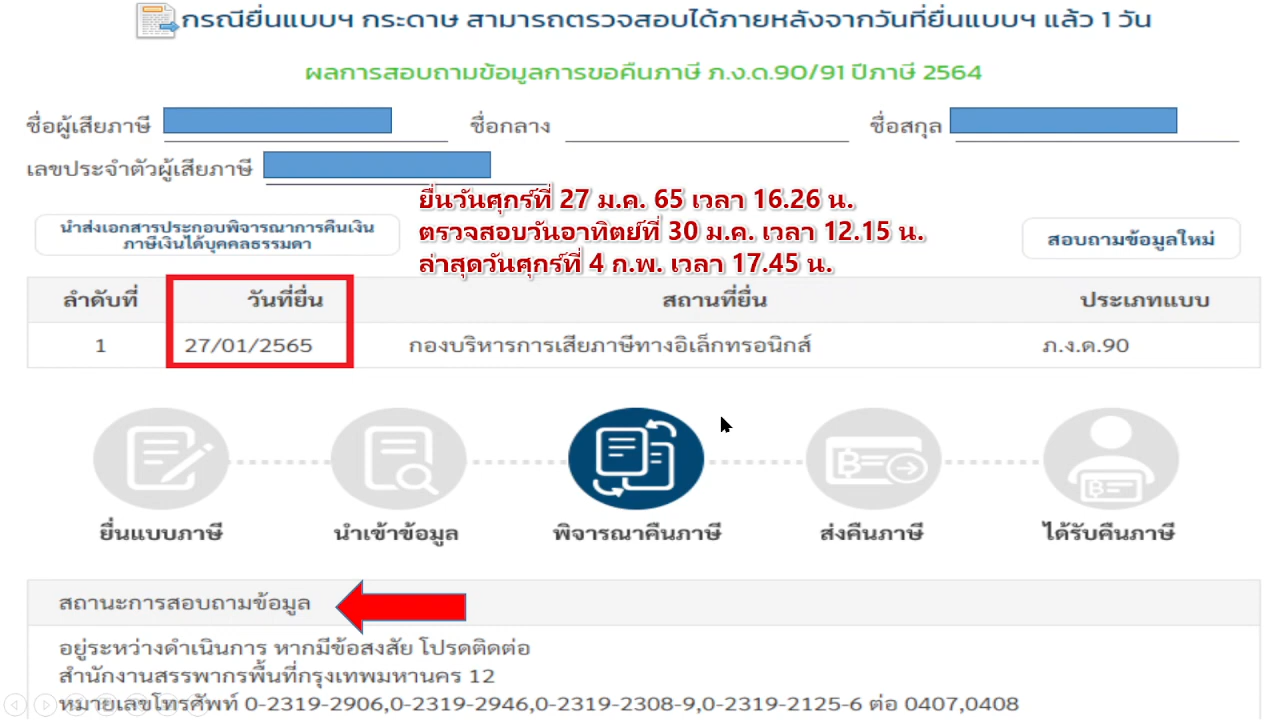 กรณียื่นแบบฯ กระดาษ สามารถตรวจสอบได้ภายหลังจากวันที่ยื่นแบบฯ แล้ว 1 วัน
ผลการสอบถามข้อมูลการขอคืนภาษี ภ.ง.ด.90/91 ปีภาษี 2564
ชื่อผู้เสียภาษี ชื่อกลาง ชื่อสกุล
เลขประจำตัวผู้เสียภาษี
ยื่นวันศุกร์ที่ 27 ม.ค. 65 เวลา 16.26 น.
ตรวจสอบวันอาทิตย์ที่ 30 ม.ค. เวลา 12.15 น.
ล่าสุดวันศุกร์ที่ 4 ก.พ. เวลา 17.45 น.
นำส่งเอกสารประกอบพิจารณาการคืนเงิน
ภาษีเงินได้บุคคลธรรมดา
สอบถามข้อมูลใหม่
ลำดับที่ วันที่ยื่น สถานที่ยื่น ประเภทแบบ
1 27/01/2565 กองบริหารการเสียภาษีทางอิเล็กทรอนิกส์ ภ.ง.ด.90
ยื่นแบบภาษี นำเข้าข้อมูล พิจารณาคืนภาษี ส่งคืนภาษี ได้รับคืนภาษี
สถานะการสอบถามข้อมูล
อยู่ระหว่างดำเนินการ หากมีข้อสงสัย โปรดติดต่อ
สำนักงานสรรพากรพื้นที่กรุงเทพมหานคร 12
หมายเลขโทรศัพท์ 0-2319-2906,0-2319-2946,0-2319-2308-9,0-2319-2125-6 ต่อ 0407,0408